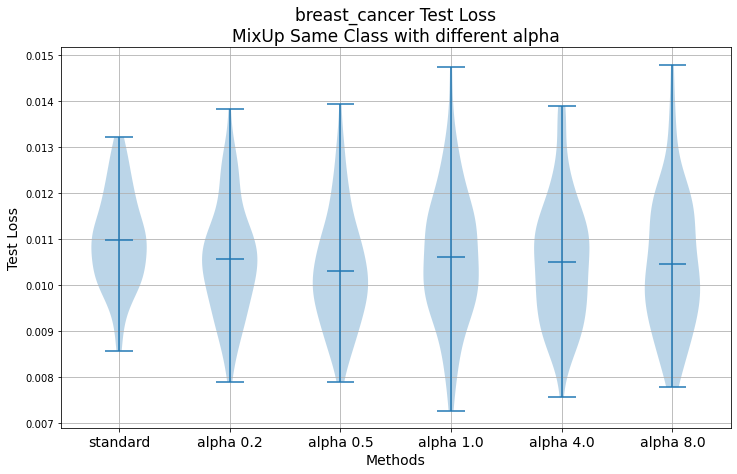 breast_cancer Test Loss
MixUp Same Class with different alpha
0.015
0.014
0.013
0.012
0.011
0.010
0.009
0.008
0.007
Test Loss
standard
alpha 0.2
alpha 0.5
alpha 1.0
alpha 4.0
alpha 8.0
Methods